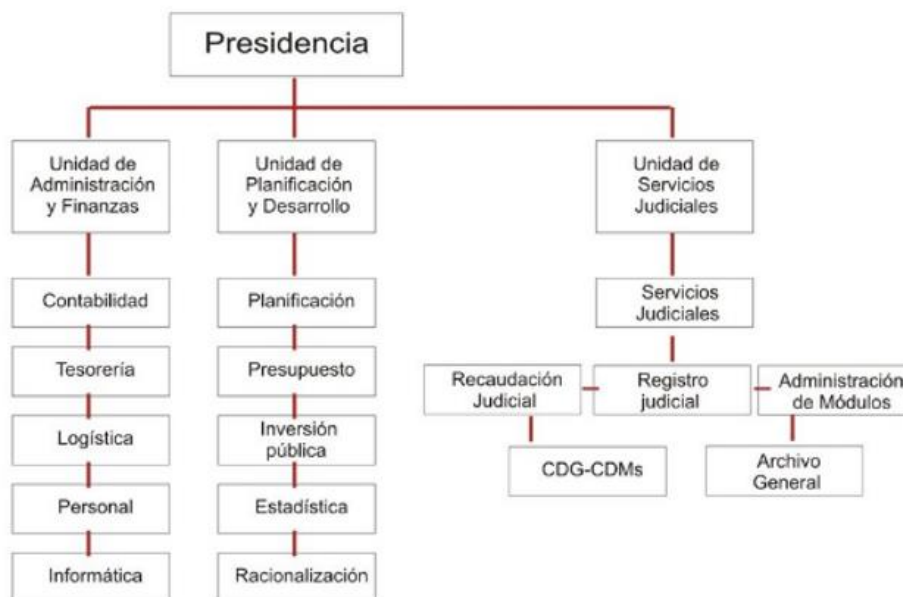 Presidencia
Unidad de
Administración
y Finanzas
Unidad de
Planificación
y Desarrollo
Unidad de
Servicios
Judiciales
Contabilidad
Planificación
Servicios
Judiciales
Tesorería
Presupuesto
Recaudación
Judicial
Registro
judicial
Administración
de Módulos
Logística
Inversión
pública
CDG-CDMs
Archivo
General
Personal
Estadística
Informática
Racionalización